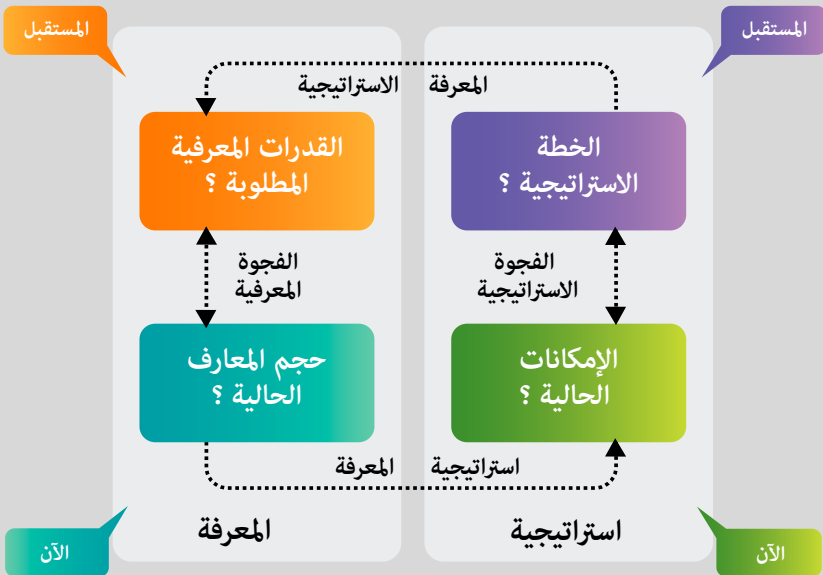 المستقبل
المستقبل
المعرفة الاستراتيجية
الخطة
الاستراتيجية ؟
القدرات المعرفية
المطلوبة ؟
الفجوة
الاستراتيجية
الفجوة
المعرفية
الإمكانات
الحالية ؟
حجم المعارف
الحالية ؟
استراتيجية المعرفة
استراتيجية
المعرفة
الآن
الآن